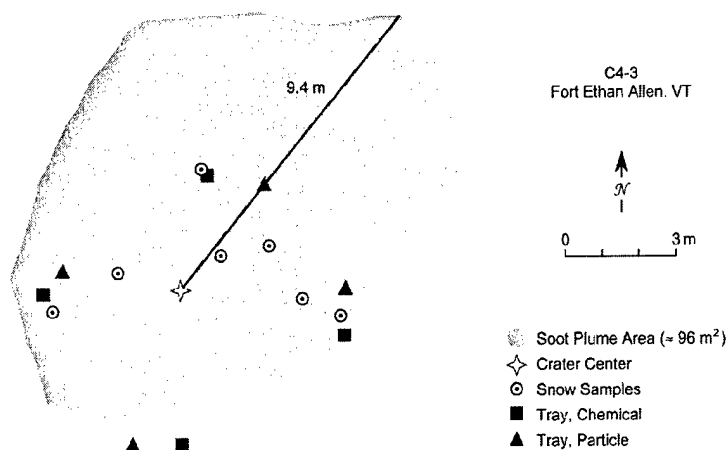 C4-3
Fort Ethan Allen. VT
9.4 m
N
0 3 m
Soot Plume Area (≈ 96 m²)
Crater Center
Snow Samples
Tray, Chemical
Tray, Particle